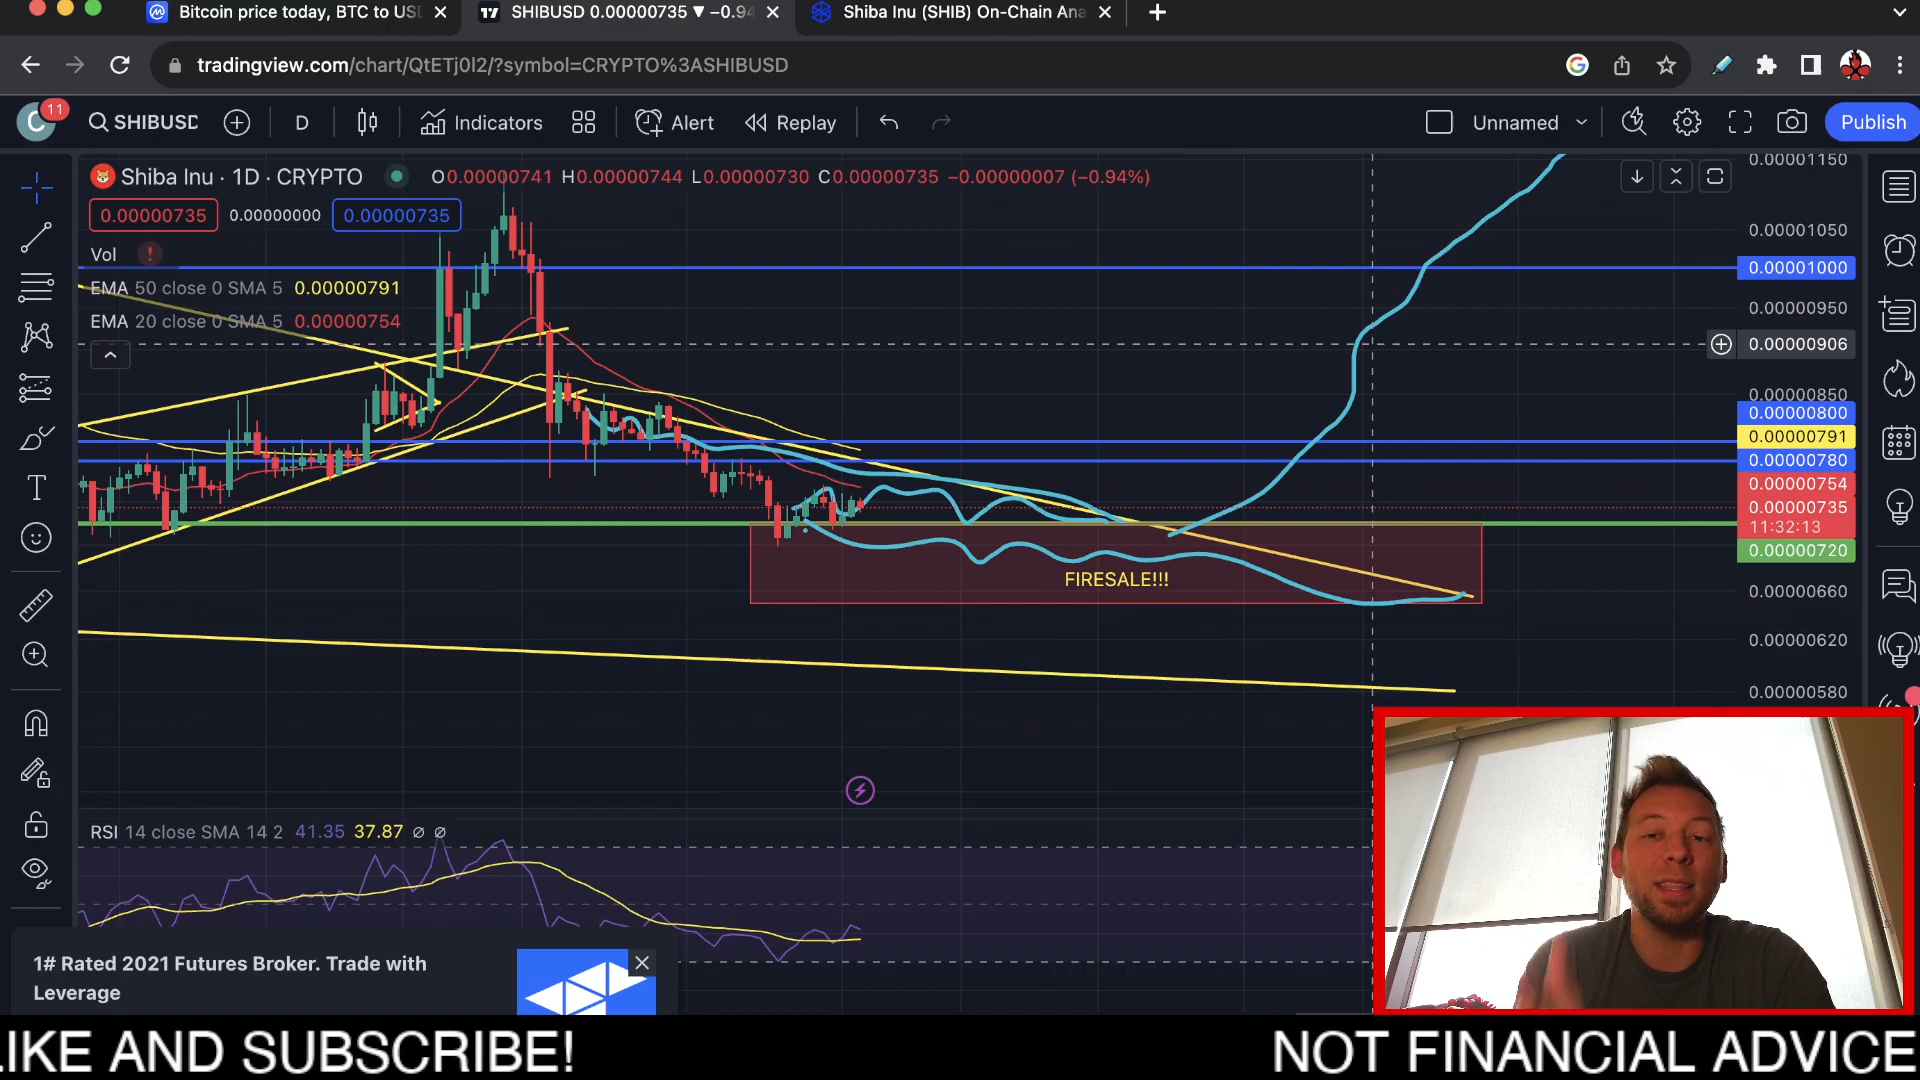 Bitcoin price today, BTC to USD
SHIBUSD 0.00000735 ▼ −0.94
Shiba Inu (SHIB) On-Chain Ana
tradingview.com/chart/QtETj0I2/?symbol=CRYPTO%3ASHIBUSD
11
C
SHIBUSD
D
Indicators
Alert
Replay
Unnamed
Publish
Shiba Inu · 1D · CRYPTO
O0.00000741 H0.00000744 L0.00000730 C0.00000735 −0.00000007 (−0.94%)
0.00000735
0.00000000
0.00000735
Vol
EMA 50 close 0 SMA 5 0.00000791
EMA 20 close 0 SMA 5 0.00000754
0.00001150
0.00001050
0.00001000
0.00000950
0.00000906
0.00000850
0.00000800
0.00000791
0.00000780
0.00000754
0.00000735
11:32:13
0.00000720
0.00000660
0.00000620
0.00000580
FIRESALE!!!
RSI 14 close SMA 14 2 41.35 37.87 ∅ ∅
1# Rated 2021 Futures Broker. Trade with
Leverage
LIKE AND SUBSCRIBE!
NOT FINANCIAL ADVICE